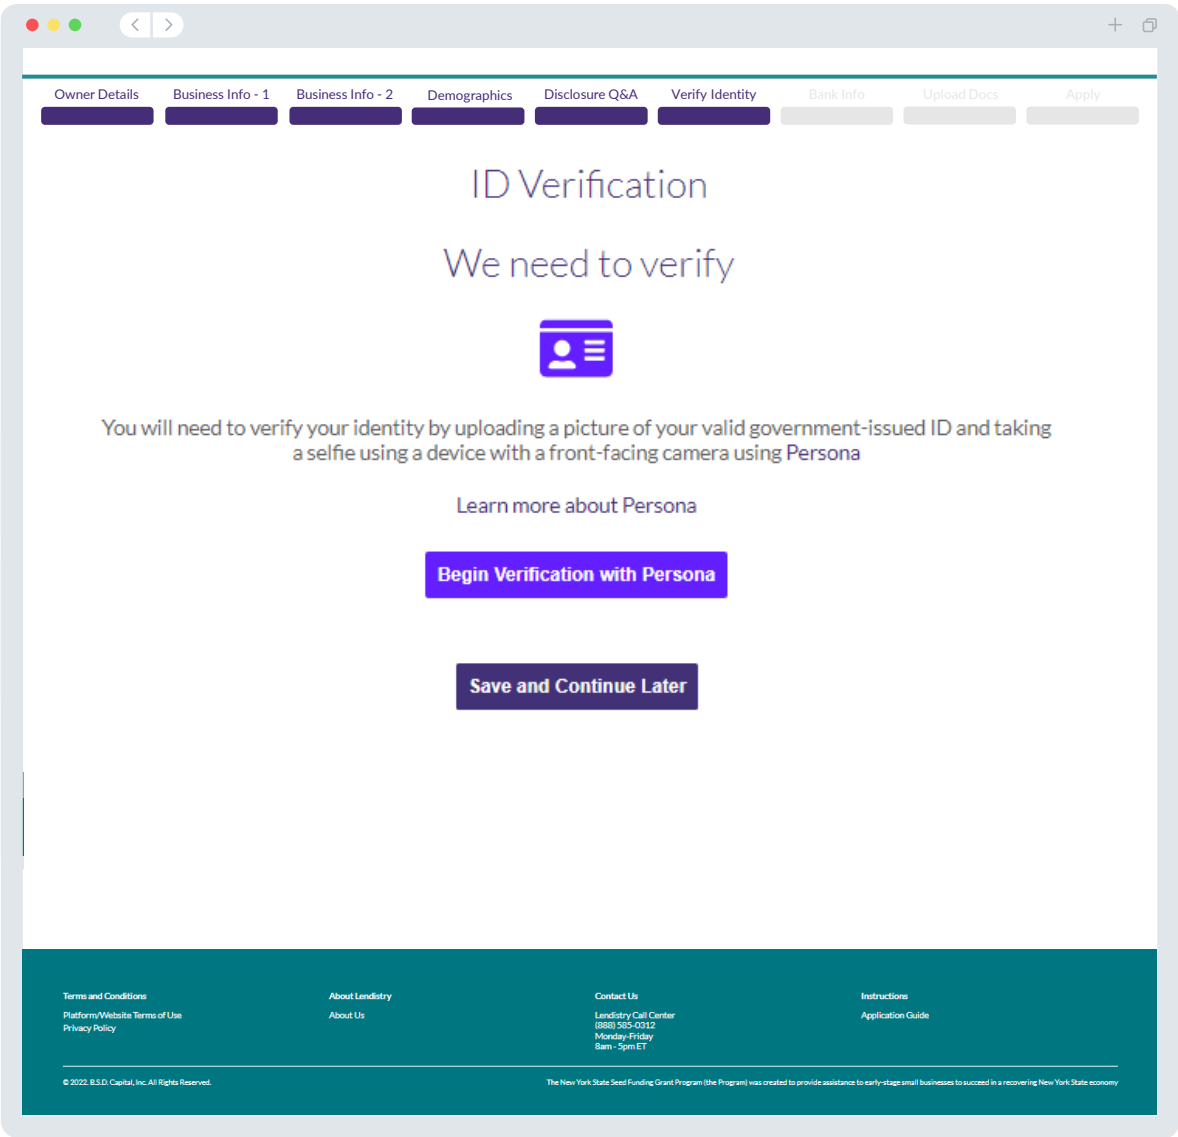 Owner Details
Business Info - 1
Business Info - 2
Demographics
Disclosure Q&A
Verify Identity
Bank Info
Upload Docs
Apply
ID Verification
We need to verify
You will need to verify your identity by uploading a picture of your valid government-issued ID and taking
a selfie using a device with a front-facing camera using Persona
Learn more about Persona
Begin Verification with Persona
Save and Continue Later
Terms and Conditions
Platform/Website Terms of Use
Privacy Policy
About Lendistry
About Us
Contact Us
Lendistry Call Center
(888) 585-0312
Monday-Friday
8am - 5pm ET
Instructions
Application Guide
© 2022. B.S.D. Capital, Inc. All Rights Reserved.
The New York State Seed Funding Grant Program (the Program) was created to provide assistance to early-stage small businesses to succeed in a recovering New York State economy